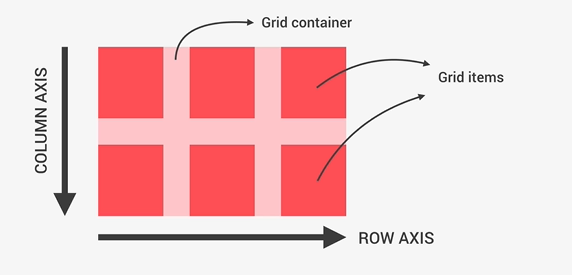 Grid container
Grid items
COLUMN AXIS
ROW AXIS